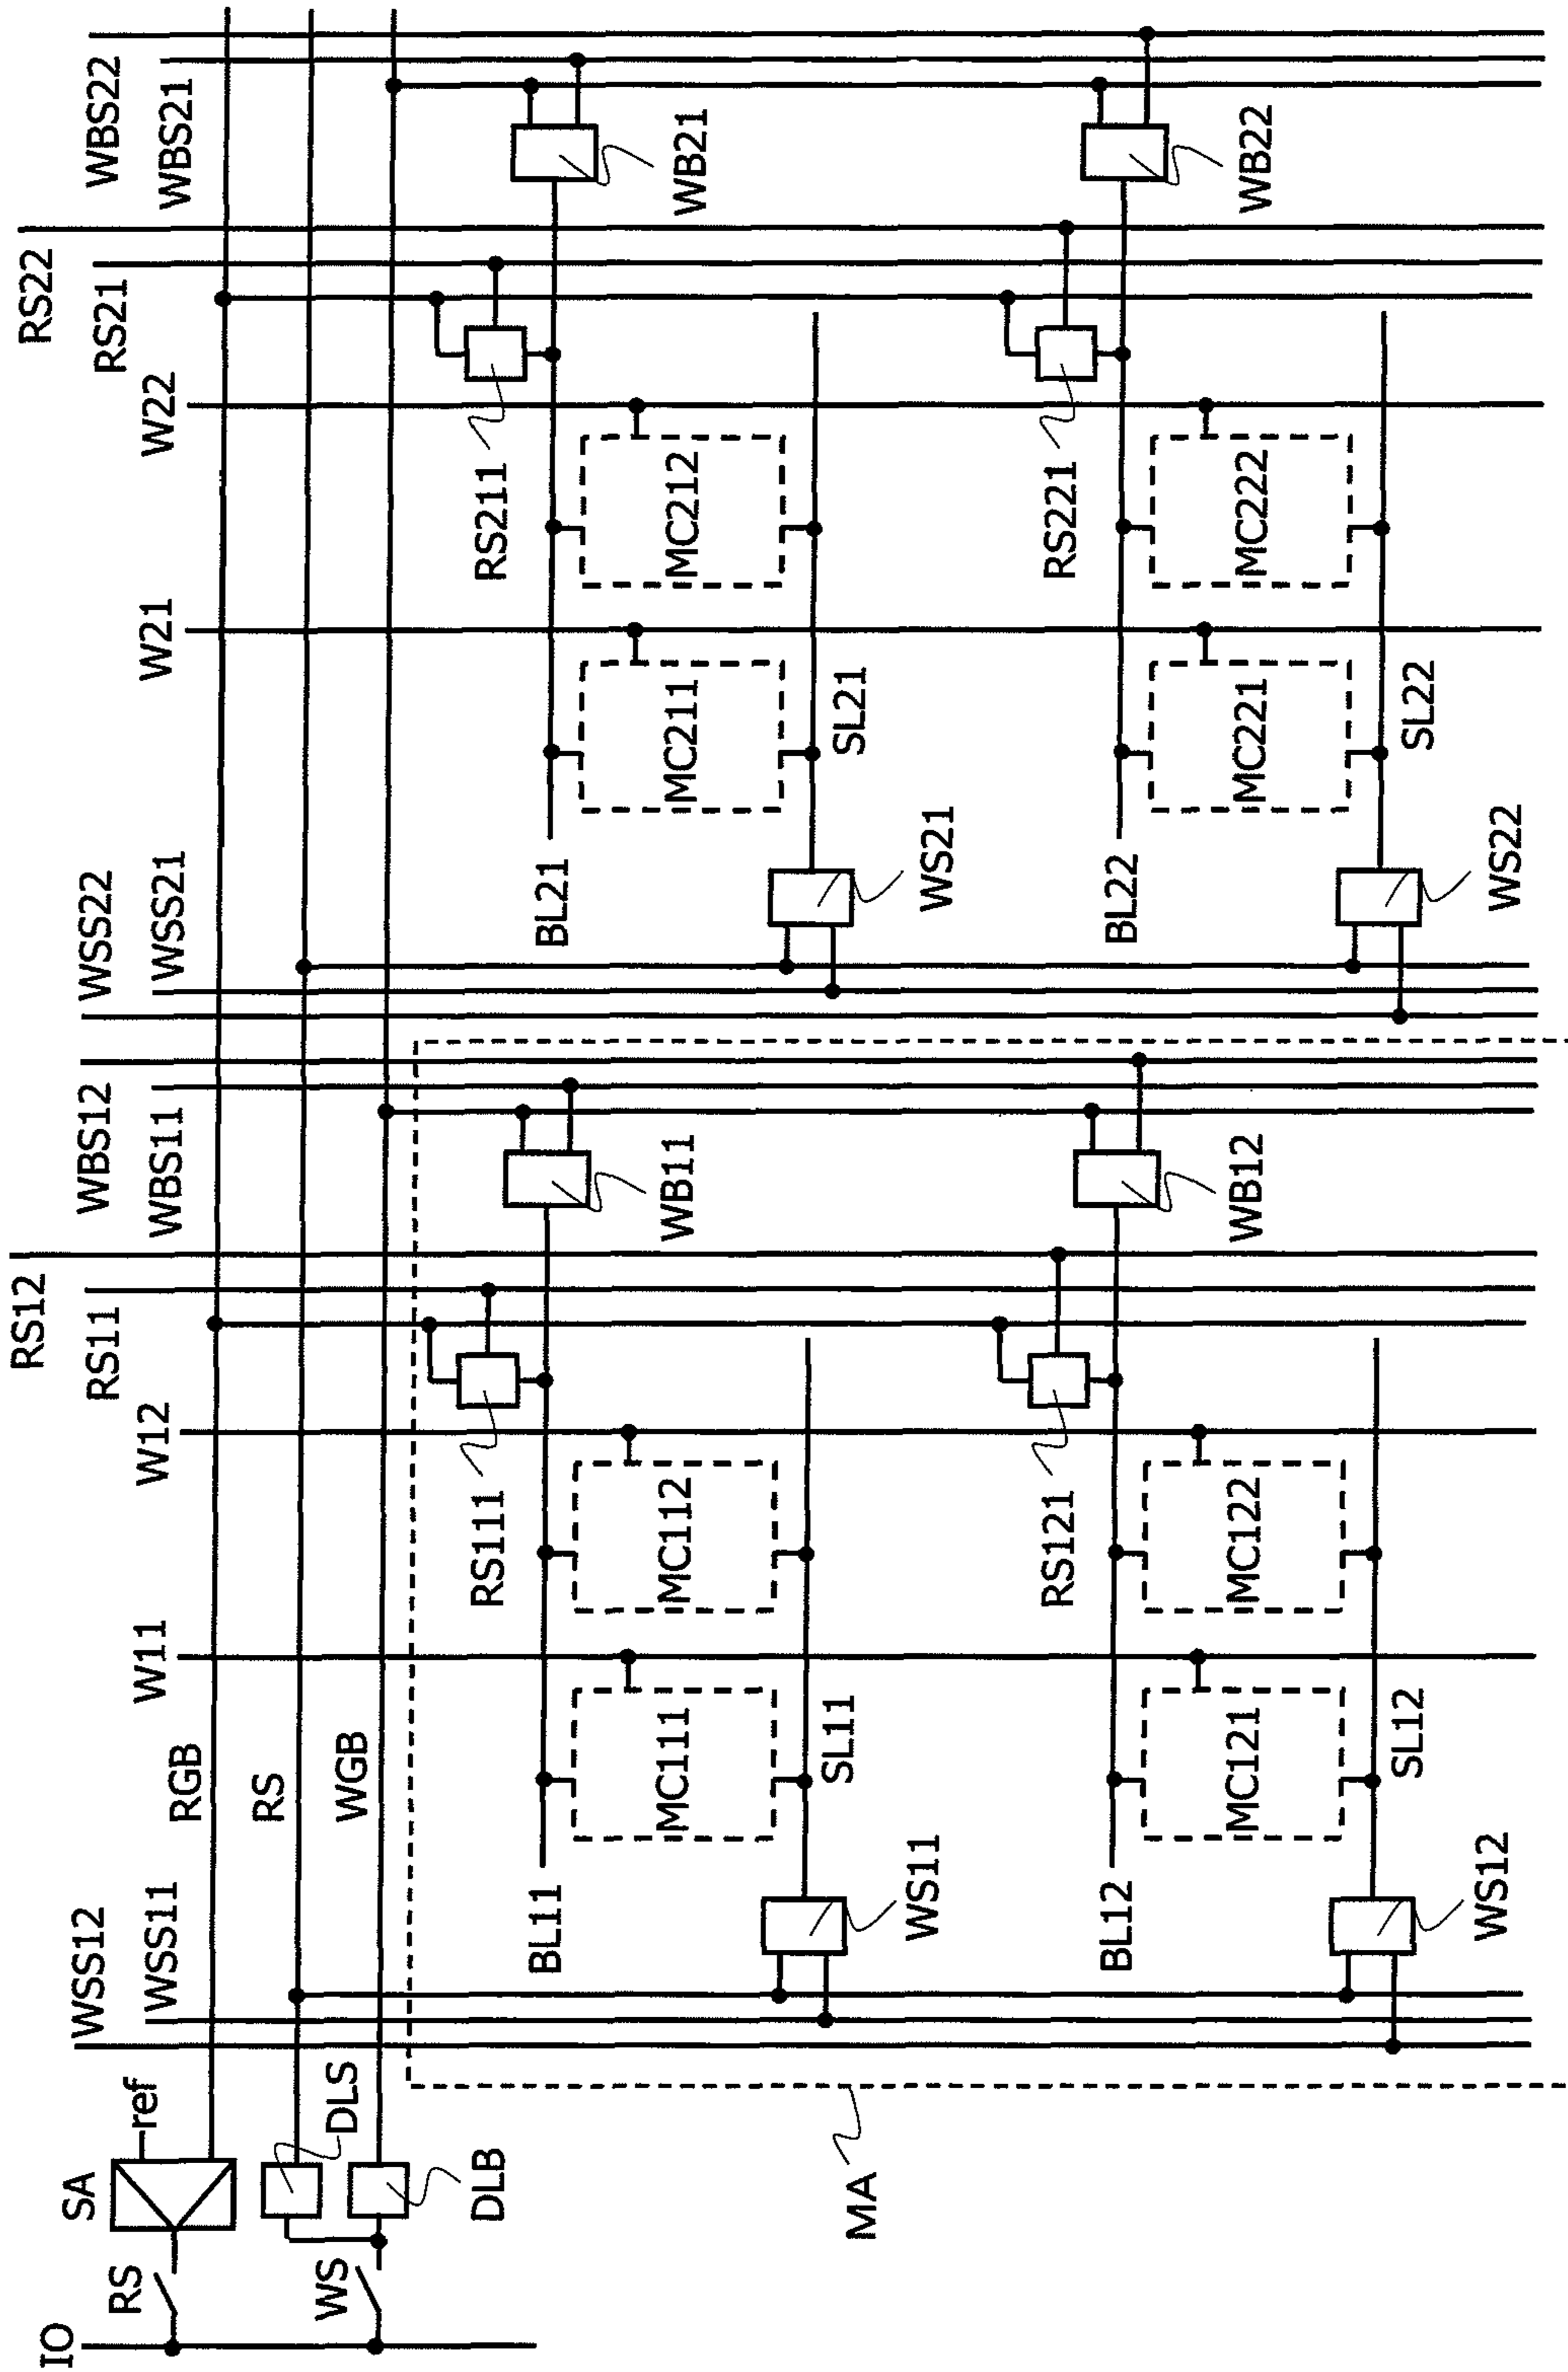 IO
RS
SA
ref
WS
DLS
DLB
MA
WSS12
WSS11
RGB
RS
WGB
W11
W12
RS12
RS11
WBS12
WBS11
WSS22
WSS21
W21
W22
RS22
RS21
WBS22
WBS21
BL11
MC111
MC112
RS111
WB11
SL11
WS11
BL12
MC121
MC122
RS121
WB12
SL12
WS12
BL21
MC211
MC212
RS211
WB21
SL21
WS21
BL22
MC221
MC222
RS221
WB22
SL22
WS22